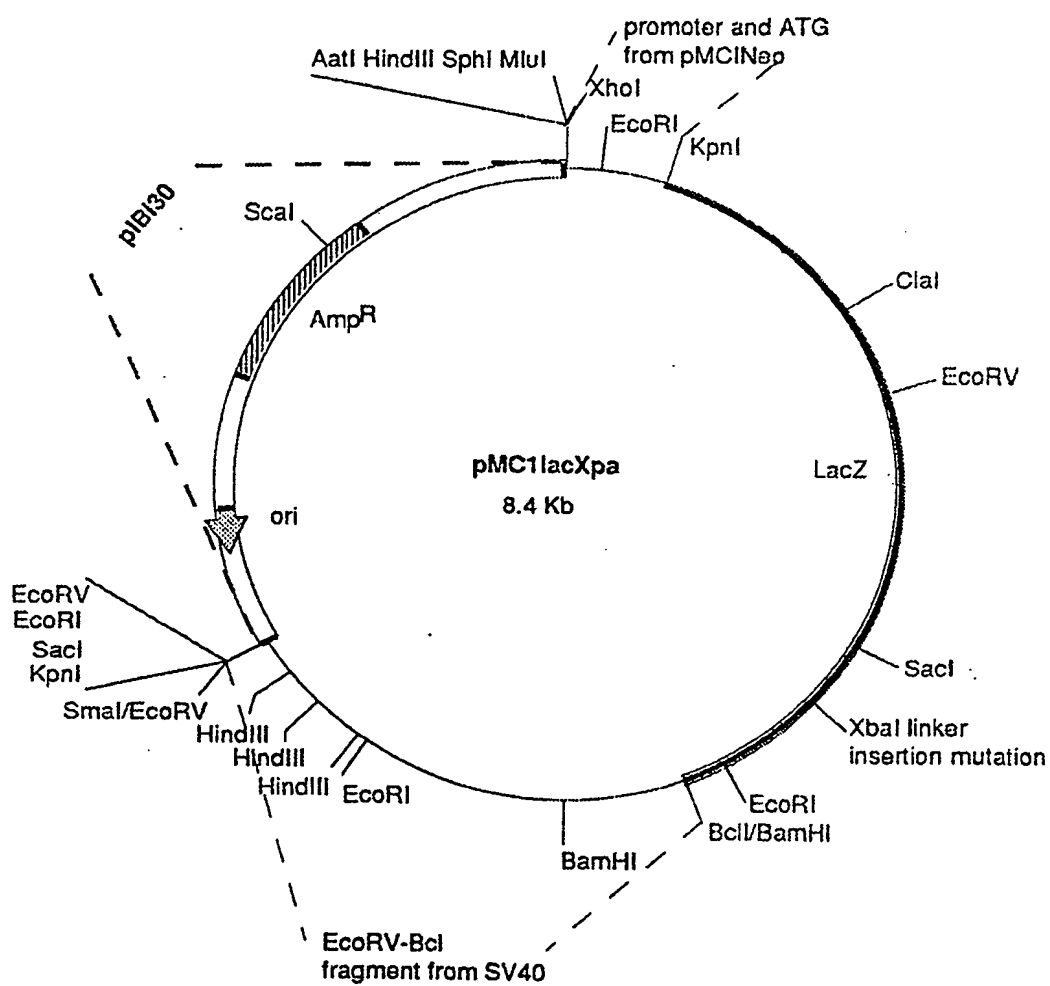 promoter and ATG
from pMCINeo
AatI HindIII SphI MluI
XhoI
EcoRI
KpnI
pIBI30
ScaI
ClaI
AmpR
EcoRV
pMC1lacXpa
8.4 Kb
LacZ
ori
EcoRV
EcoRI
SacI
KpnI
SmaI/EcoRV
SacI
HindIII
HindIII
HindIII
EcoRI
XbaI linker
insertion mutation
EcoRI
BclI/BamHI
BamHI
EcoRV-BclI
fragment from SV40